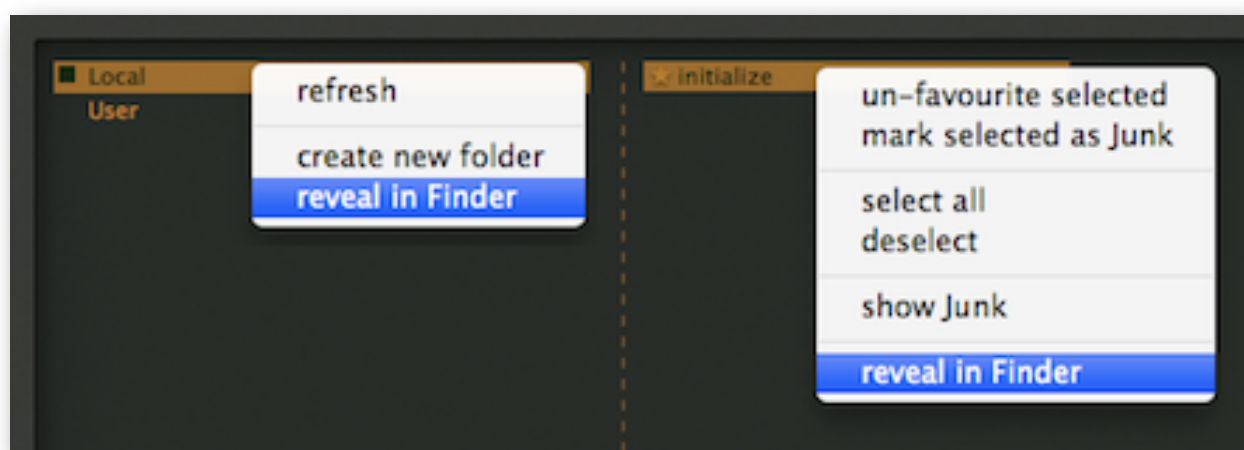 Local
User
refresh
create new folder
reveal in Finder
initialize
un-favourite selected
mark selected as Junk
select all
deselect
show Junk
reveal in Finder